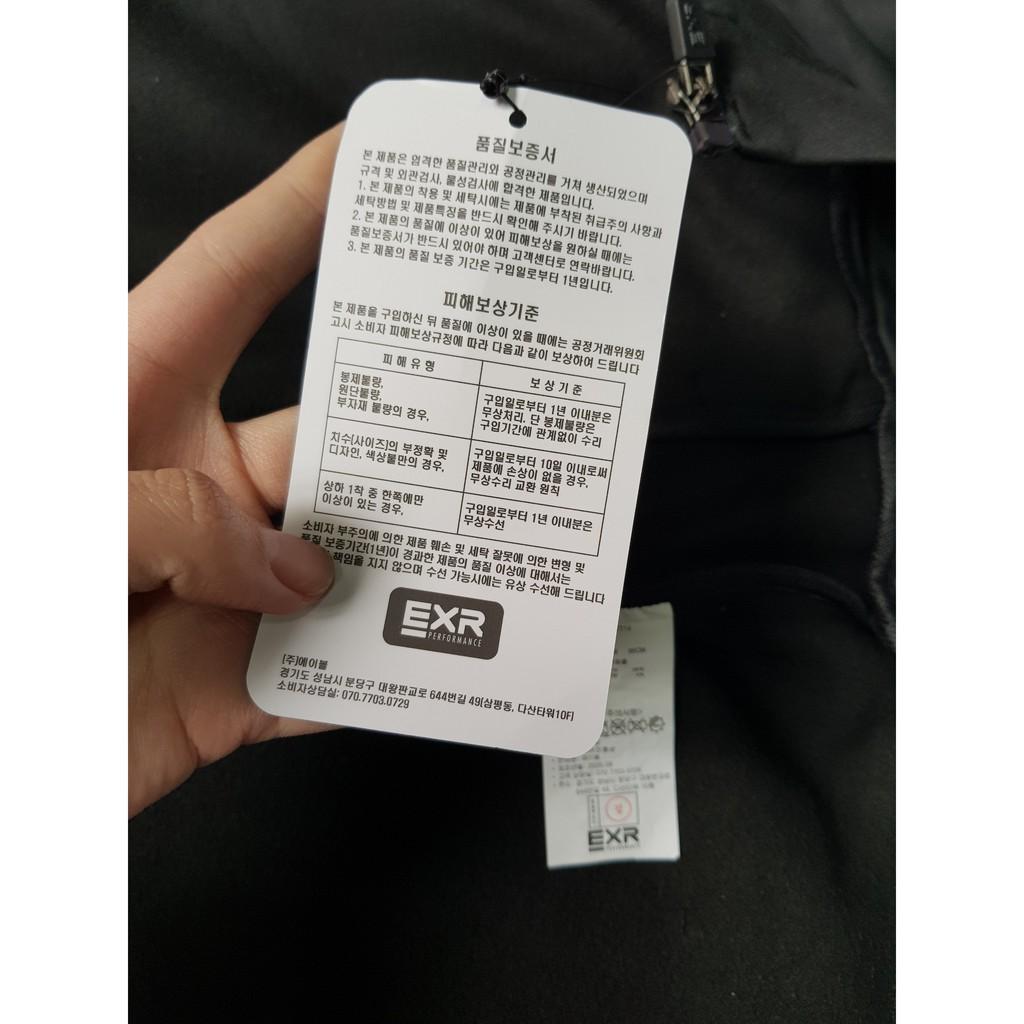 품질보증서
본 제품은 엄격한 품질관리와 공정관리를 거쳐 생산되었으며
규격 및 외관검사, 물성검사에 합격한 제품입니다.
1. 본 제품의 착용 및 세탁시에는 제품에 부착된 취급주의 사항과
세탁방법 및 제품특징을 반드시 확인해 주시기 바랍니다.
2. 본 제품의 품질에 이상이 있어 피해보상을 원하실 때에는
품질보증서가 반드시 있어야 하며 고객센터로 연락바랍니다.
3. 본 제품의 품질 보증 기간은 구입일로부터 1년입니다.
피해보상기준
본 제품을 구입하신 뒤 품질에 이상이 있을 때에는 공정거래위원회
고시 소비자 피해보상규정에 따라 다음과 같이 보상하여 드립니다
피 해 유 형
보 상 기 준
봉제불량,
원단불량,
부자재 불량의 경우,
구입일로부터 1년 이내분은
무상처리, 단 봉제불량은
구입기간에 관계없이 수리
치수(사이즈)의 부정확 및
디자인, 색상불만의 경우,
구입일로부터 10일 이내로써
제품에 손상이 없을 경우,
무상수리 교환 원칙
상하 1착 중 한쪽에만
이상이 있는 경우,
구입일로부터 1년 이내분은
무상수선
소비자 부주의에 의한 제품 훼손 및 세탁 잘못에 의한 변형 및
품질 보증기간(1년)이 경과한 제품의 품질 이상에 대해서는
책임을 지지 않으며 수선 가능시에는 유상 수선해 드립니다
EXR
PERFORMANCE
(주)에이볼
경기도 성남시 분당구 대왕판교로 644번길 49(삼평동, 다산타워10F)
소비자상담실: 070.7703.0729
EXR